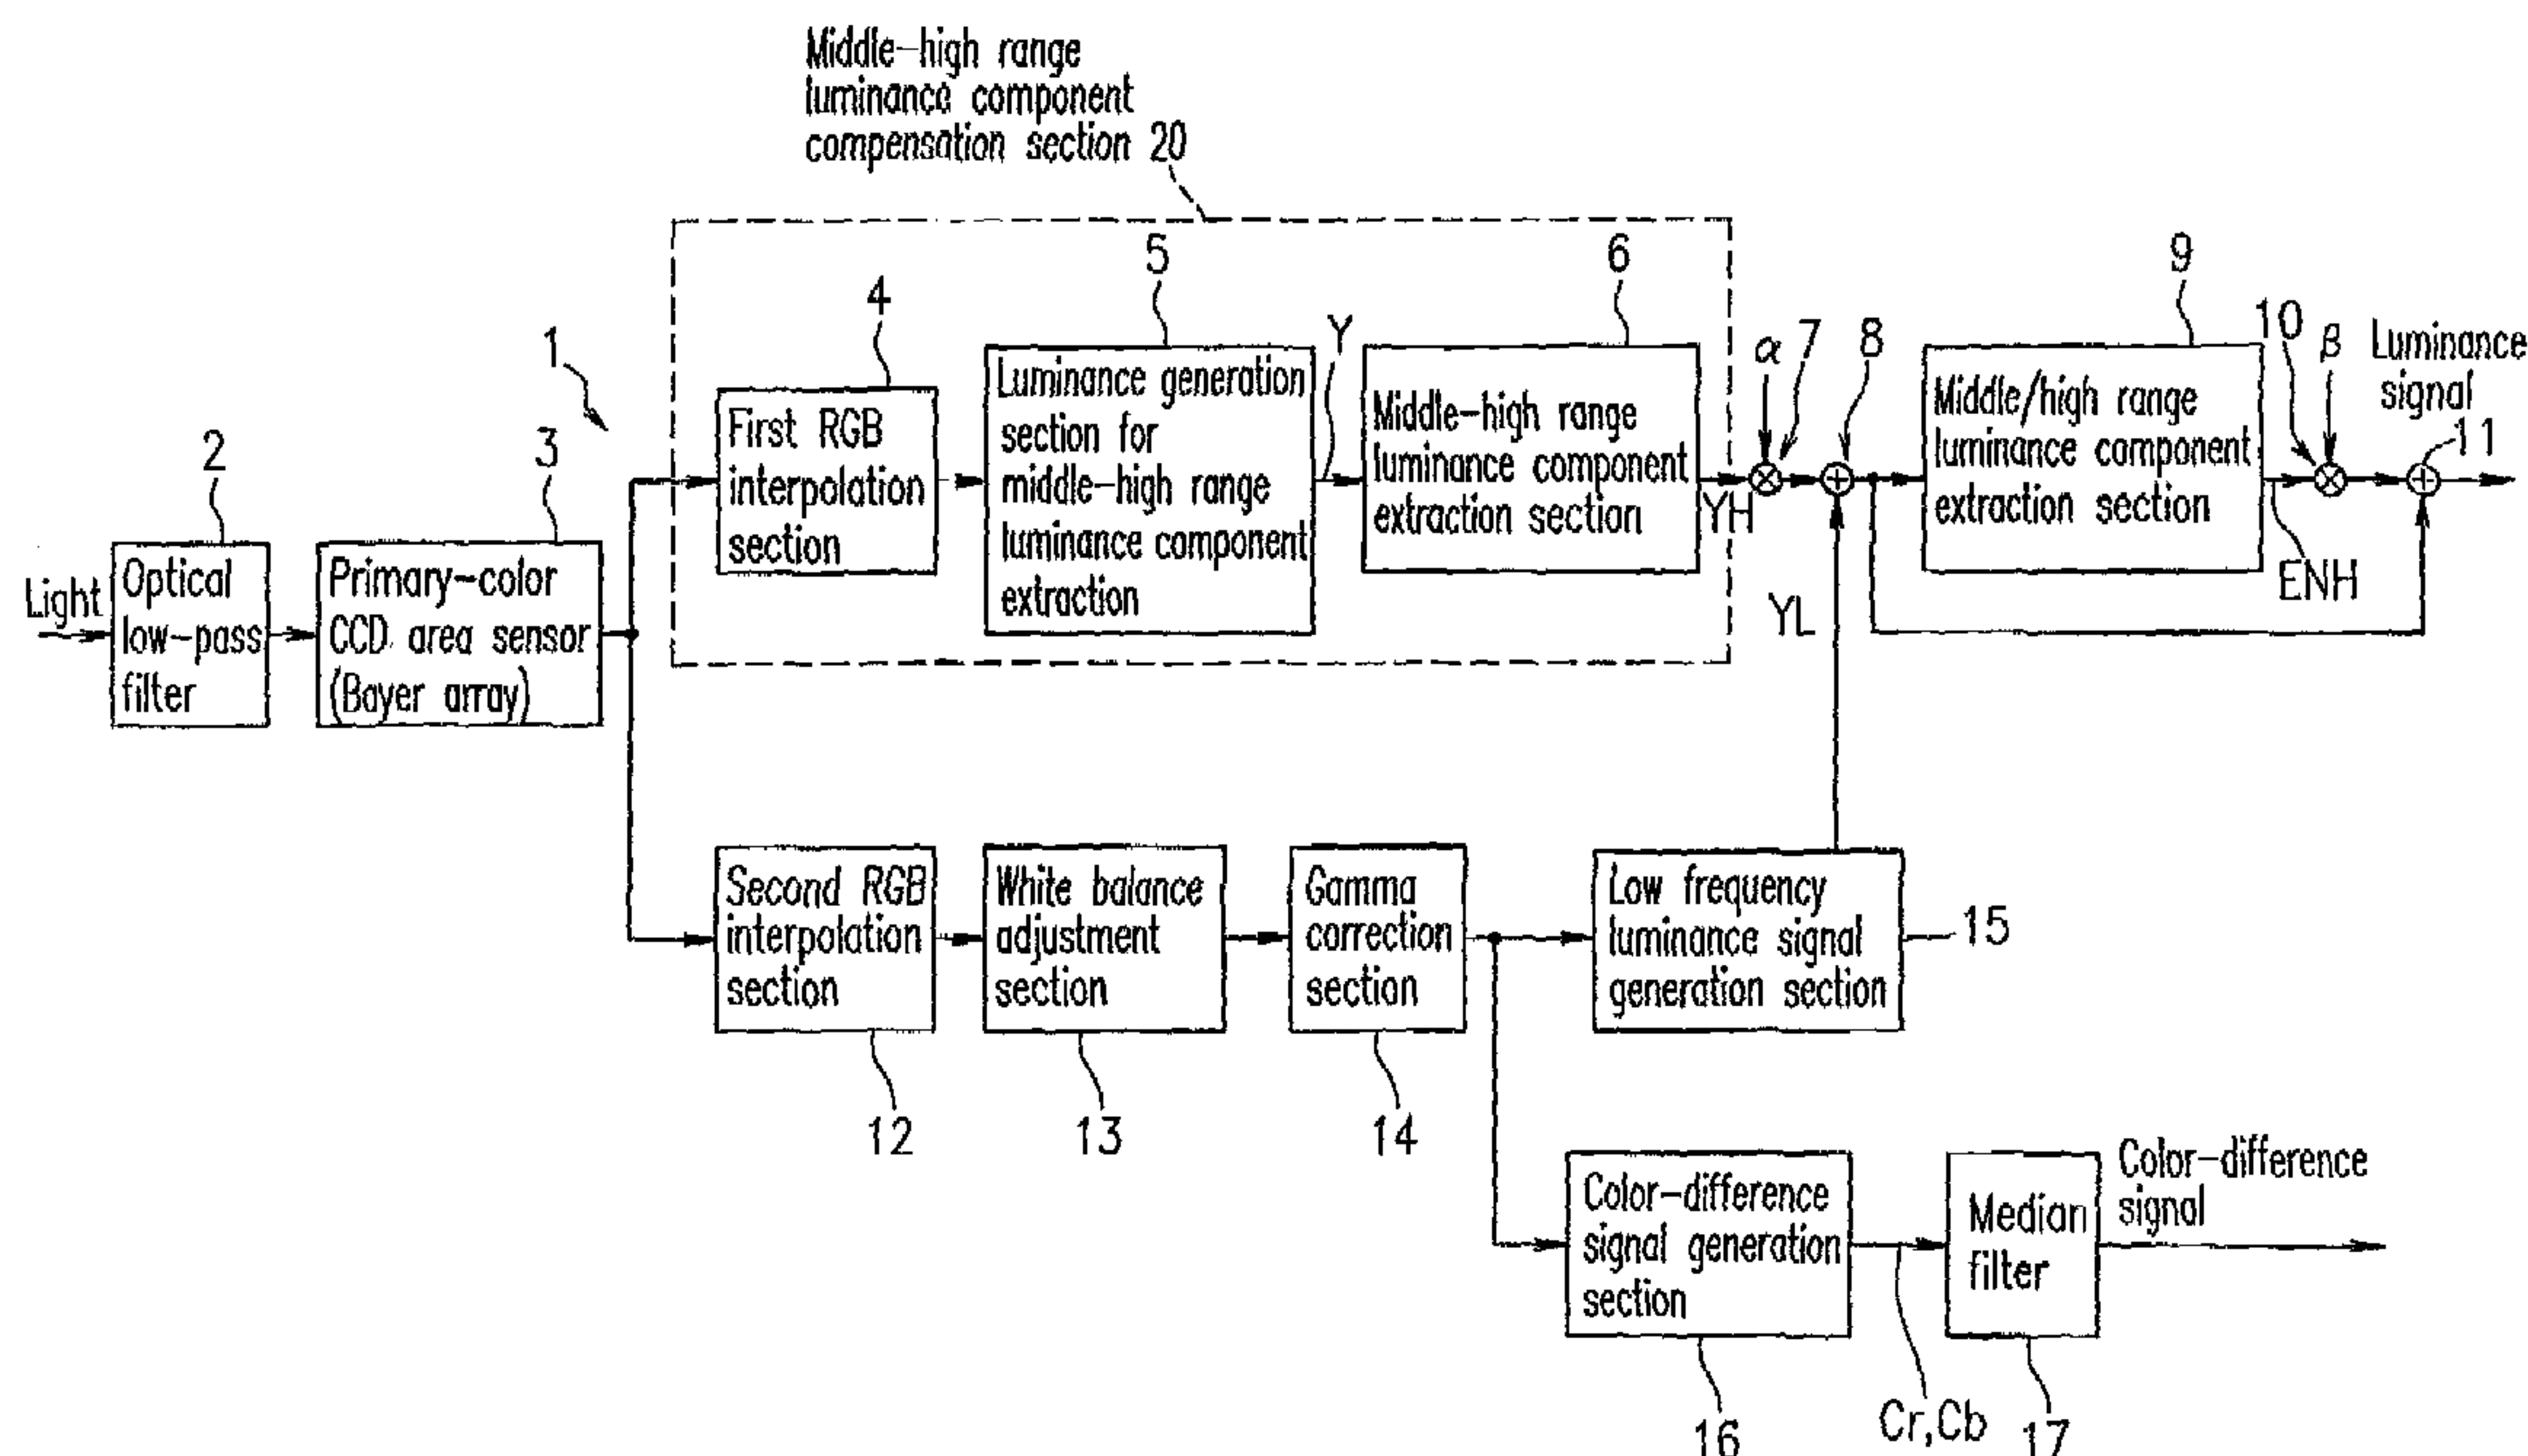 Middle-high range
luminance component
compensation section 20
1
2
3
4
5
6
α
7
8
9
10
β
Luminance
signal
11
Light
Optical
low-pass
filter
Primary-color
CCD area sensor
(Bayer array)
First RGB
interpolation
section
Luminance generation
section for
middle-high range
luminance component
extraction
Y
Middle-high range
luminance component
extraction section
YH
YL
Middle/high range
luminance component
extraction section
ENH
Second RGB
interpolation
section
12
White balance
adjustment
section
13
Gamma
correction
section
14
Low frequency
luminance signal
generation section
15
Color-difference
signal generation
section
16
Cr,Cb
Median
filter
17
Color-difference
signal